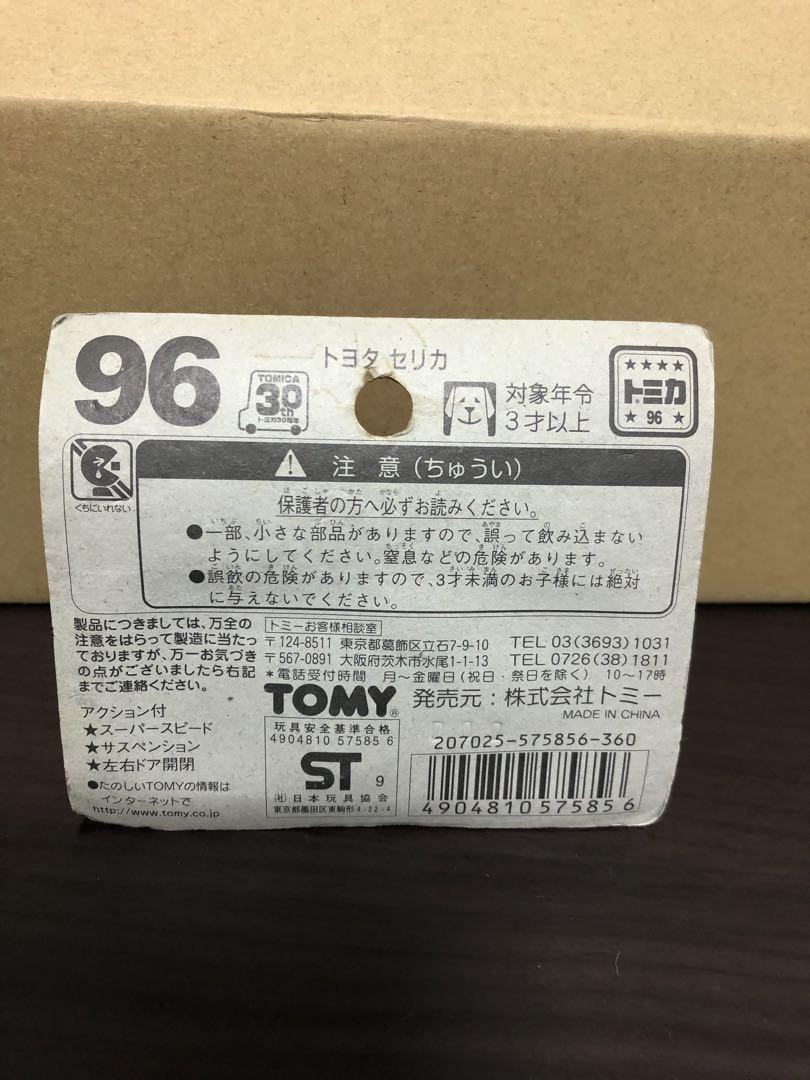 96
トヨタ セリカ
TOMICA
30th
トミカ30周年
対象年令
3才以上
★★★★
トミカ
★ 96 ★
くちにいれない
注 意（ちゅうい）
保護者の方へ必ずお読みください。
●一部、小さな部品がありますので、誤って飲み込まない
ようにしてください。窒息などの危険があります。
●誤飲の危険がありますので、3才未満のお子様には絶対
に与えないでください。
製品につきましては、万全の
注意をはらって製造に当たっ
ておりますが、万一お気づき
の点がございましたら右記
までご連絡ください。
トミーお客様相談室
〒124-8511 東京都葛飾区立石7-9-10 TEL 03(3693)1031
〒567-0891 大阪府茨木市水尾1-1-13 TEL 0726(38)1811
＊電話受付時間 月〜金曜日(祝日・祭日を除く) 10〜17時
TOMY® 発売元：株式会社トミー
MADE IN CHINA
アクション付
★スーパースピード
★サスペンション
★左右ドア開閉
●たのしいTOMYの情報は
インターネットで
http://www.tomy.co.jp
玩具安全基準合格
4904810 57585 6
ST 9
(社)日本玩具協会
東京都墨田区東駒形4-22-4
207025-575856-360
4904810575856